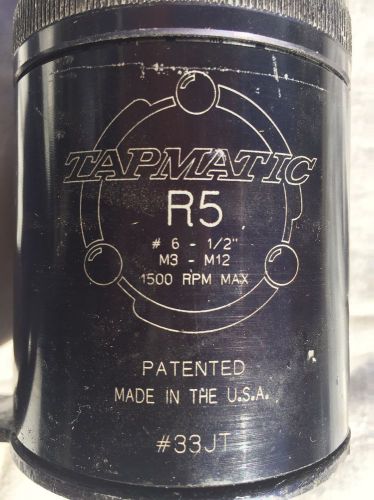 TAPMATIC
R5
# 6 - 1/2"
M3 - M12
1500 RPM MAX
PATENTED
MADE IN THE U.S.A.
#33JT